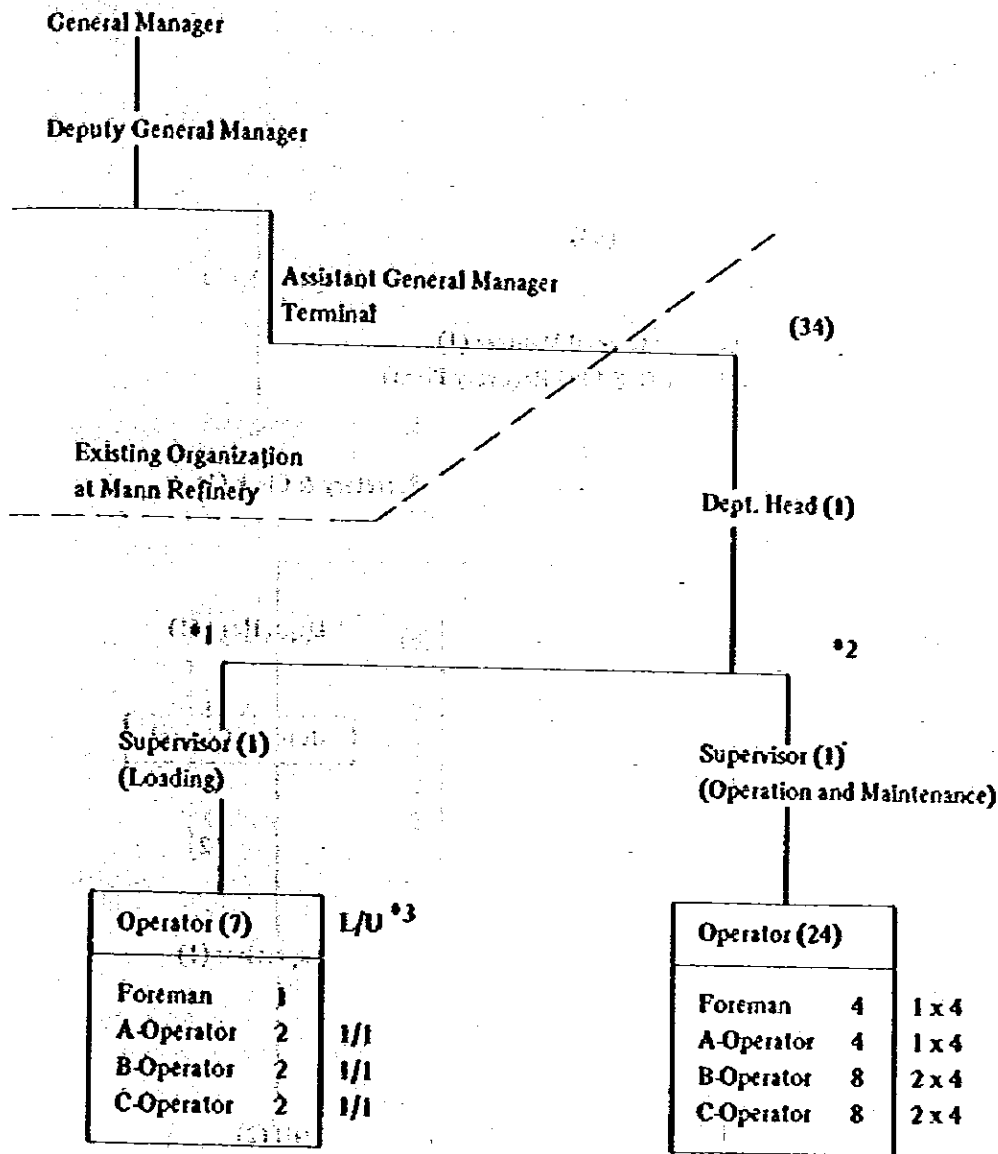 General Manager
Deputy General Manager
Assistant General Manager
Terminal
(34)
Existing Organization
at Mann Refinery
Dept. Head (1)
*1
*2
Supervisor (1)
(Loading)
Supervisor (1)
(Operation and Maintenance)
Operator (7) L/U *3
Foreman 1
A-Operator 2 1/1
B-Operator 2 1/1
C-Operator 2 1/1
Operator (24)
Foreman 4 1 x 4
A-Operator 4 1 x 4
B-Operator 8 2 x 4
C-Operator 8 2 x 4